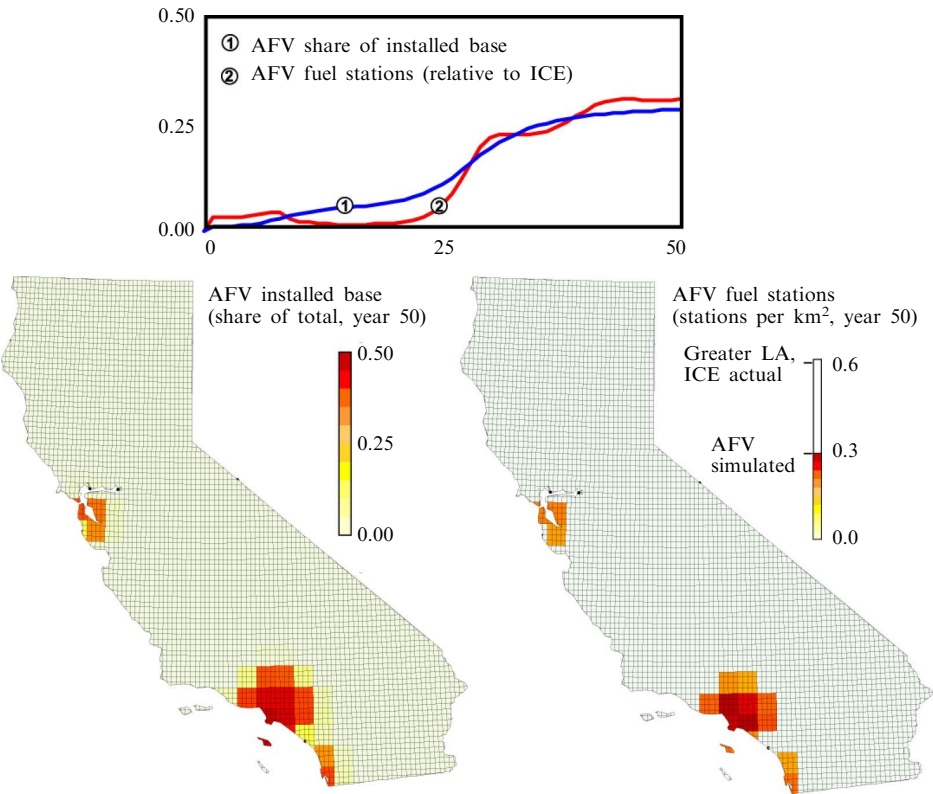 0.50
① AFV share of installed base
② AFV fuel stations (relative to ICE)
0.25
① ②
0.00
0 25 50
AFV installed base
(share of total, year 50)
0.50
0.25
0.00
AFV fuel stations
(stations per km², year 50)
Greater LA,
ICE actual
0.6
AFV
simulated
0.3
0.0